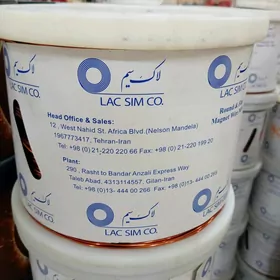 لاک سیم
LAC SIM CO.
Head Office & Sales:
12 , West Nahid St. Africa Blvd.(Nelson Mandela)
1967773417, Tehran-Iran
Tel: +98 (0) 21-220 220 66 Fax: +98 (0) 21-220 199 20
Plant:
290 , Rasht to Bandar Anzali Express Way
Taleb Abad, 4313114557, Gilan-Iran
Tel: +98 (0)13- 444 00 266 Fax: +98 (0)13- 444 00 265
لاک سیم
LAC SIM CO.
Round &
Magnet Wire
لاک سیم
LAC SIM CO.
لاک سیم
LAC SIM CO.